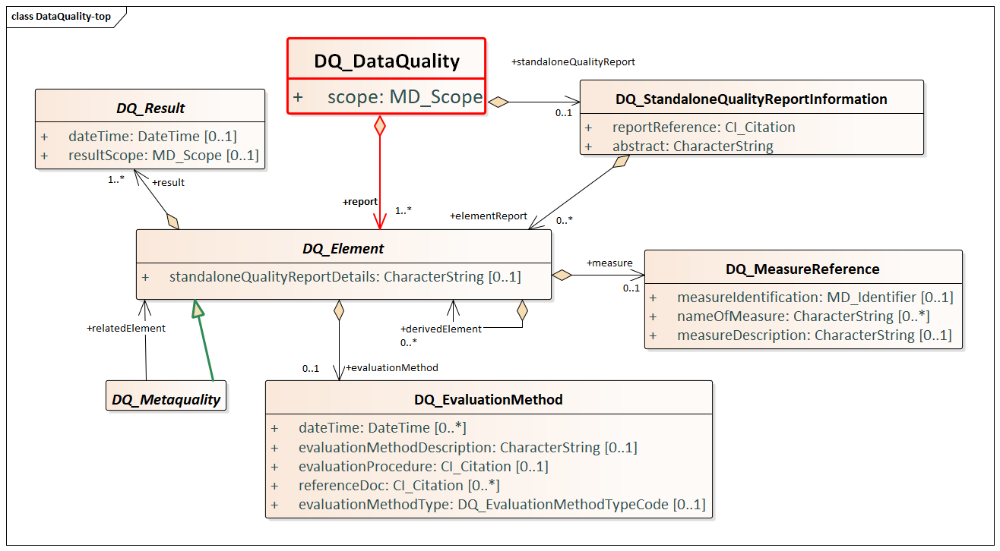 class DataQuality-top
DQ_DataQuality
+ scope: MD_Scope
+standaloneQualityReport
0..1
DQ_StandaloneQualityReportInformation
+ reportReference: CI_Citation
+ abstract: CharacterString
DQ_Result
+ dateTime: DateTime [0..1]
+ resultScope: MD_Scope [0..1]
1..*
+result
+report
1..*
+elementReport
0..*
DQ_Element
+ standaloneQualityReportDetails: CharacterString [0..1]
+measure
0..1
DQ_MeasureReference
+ measureIdentification: MD_Identifier [0..1]
+ nameOfMeasure: CharacterString [0..*]
+ measureDescription: CharacterString [0..1]
+relatedElement
+derivedElement
0..*
0..1
+evaluationMethod
DQ_Metaquality
DQ_EvaluationMethod
+ dateTime: DateTime [0..*]
+ evaluationMethodDescription: CharacterString [0..1]
+ evaluationProcedure: CI_Citation [0..1]
+ referenceDoc: CI_Citation [0..*]
+ evaluationMethodType: DQ_EvaluationMethodTypeCode [0..1]